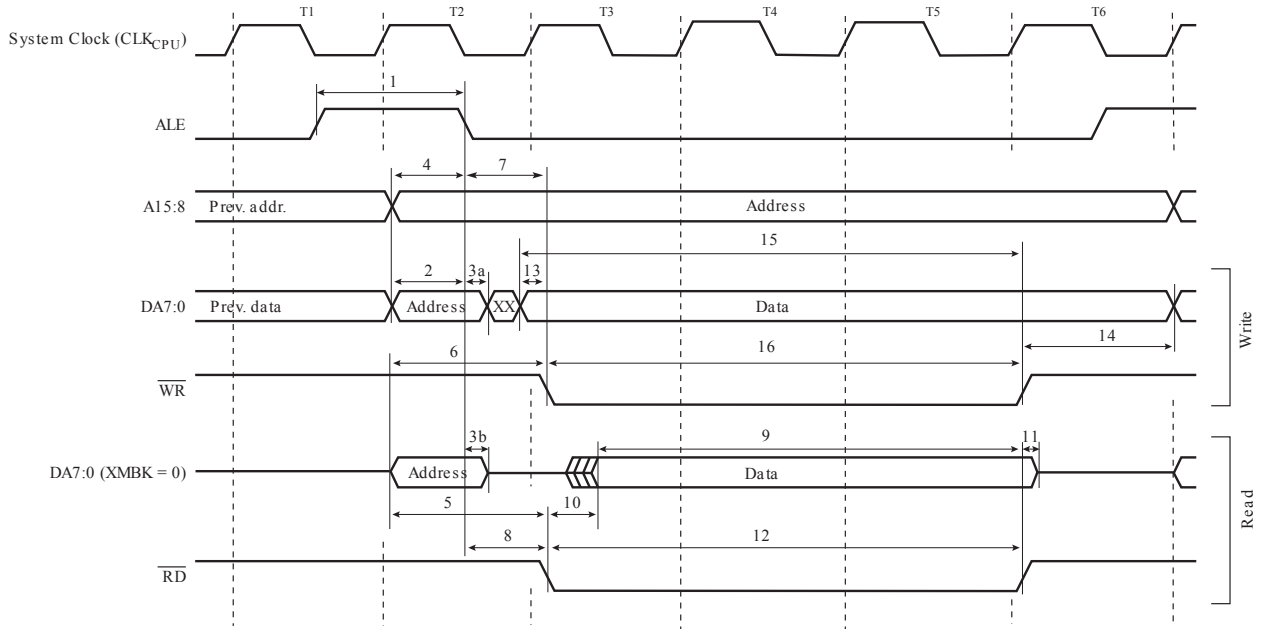 T1 T2 T3 T4 T5 T6
System Clock (CLKCPU)
1
ALE
4 7
A15:8 Prev. addr. Address
15
2 3a 13
DA7:0 Prev. data Address XX Data
14
6 16
WR
Write
3b 9 11
DA7:0 (XMBK = 0) Address Data
5 10
8 12
RD
Read